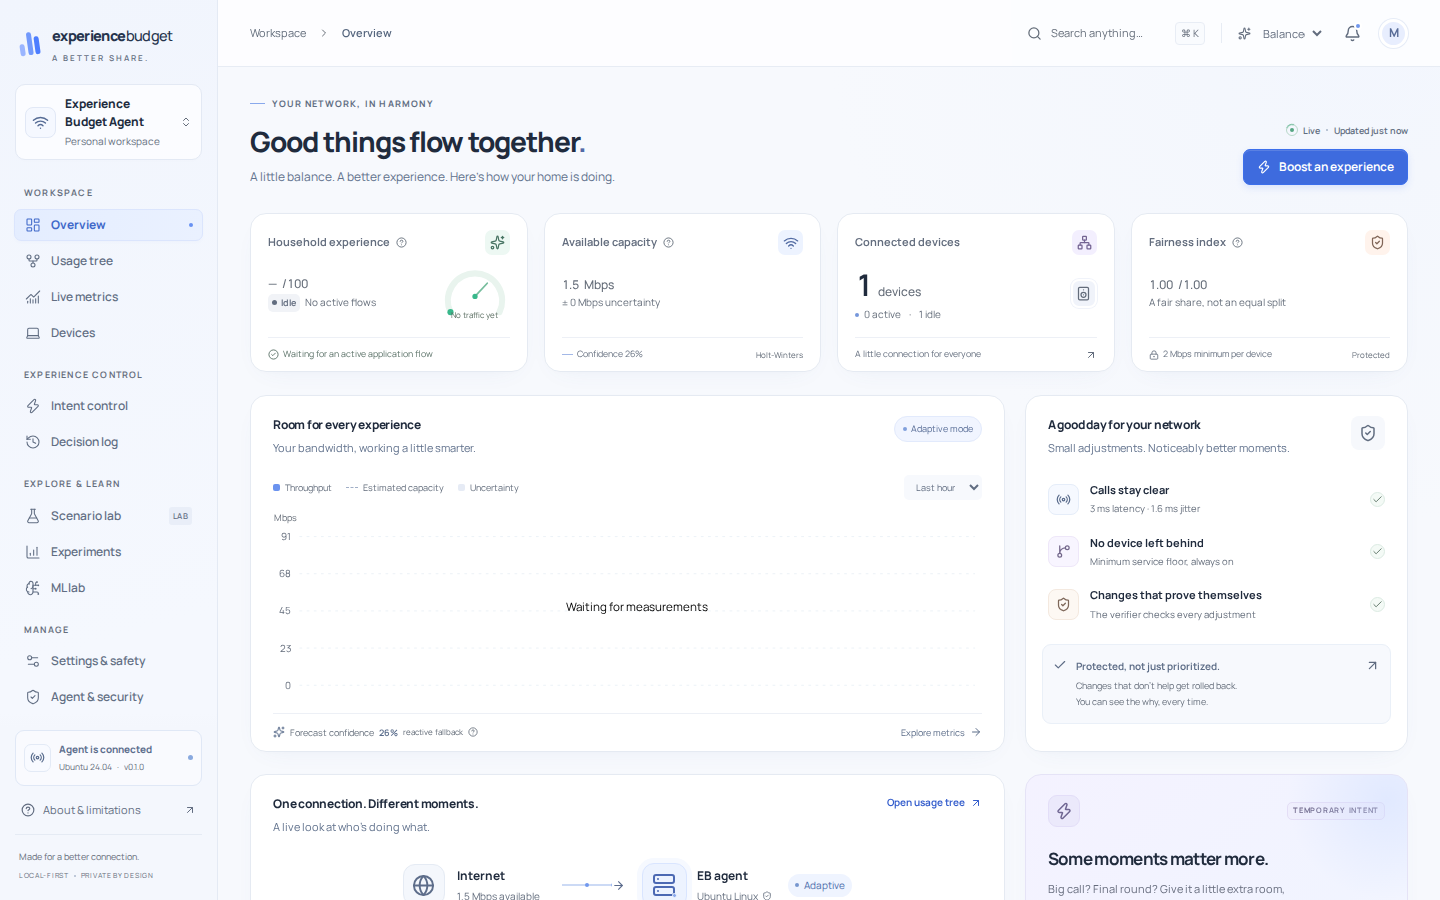 experiencebudget
A BETTER SHARE.
Experience
Budget Agent
Personal workspace
WORKSPACE
Overview
Usage tree
Live metrics
Devices
EXPERIENCE CONTROL
Intent control
Decision log
EXPLORE & LEARN
Scenario lab LAB
Experiments
ML lab
MANAGE
Settings & safety
Agent & security
Agent is connected
Ubuntu 24.04 · v0.1.0
About & limitations
Made for a better connection.
LOCAL-FIRST • PRIVATE BY DESIGN
Workspace > Overview
Search anything... ⌘ K
Balance
M
YOUR NETWORK, IN HARMONY
Good things flow together.
A little balance. A better experience. Here's how your home is doing.
Live · Updated just now
Boost an experience
Household experience
— /100
Idle No active flows
No traffic yet
Waiting for an active application flow
Available capacity
1.5 Mbps
± 0 Mbps uncertainty
Confidence 26% Holt-Winters
Connected devices
1 devices
0 active · 1 idle
A little connection for everyone
Fairness index
1.00 /1.00
A fair share, not an equal split
2 Mbps minimum per device Protected
Room for every experience
Your bandwidth, working a little smarter.
Adaptive mode
Throughput Estimated capacity Uncertainty
Last hour
Mbps
91
68
45
23
0
Waiting for measurements
Forecast confidence 26% reactive fallback
Explore metrics
A good day for your network
Small adjustments. Noticeably better moments.
Calls stay clear
3 ms latency · 1.6 ms jitter
No device left behind
Minimum service floor, always on
Changes that prove themselves
The verifier checks every adjustment
Protected, not just prioritized.
Changes that don't help get rolled back.
You can see the why, every time.
One connection. Different moments.
A live look at who's doing what.
Open usage tree
Internet
1.5 Mbps available
EB agent
Ubuntu Linux
Adaptive
TEMPORARY INTENT
Some moments matter more.
Big call? Final round? Give it a little extra room,